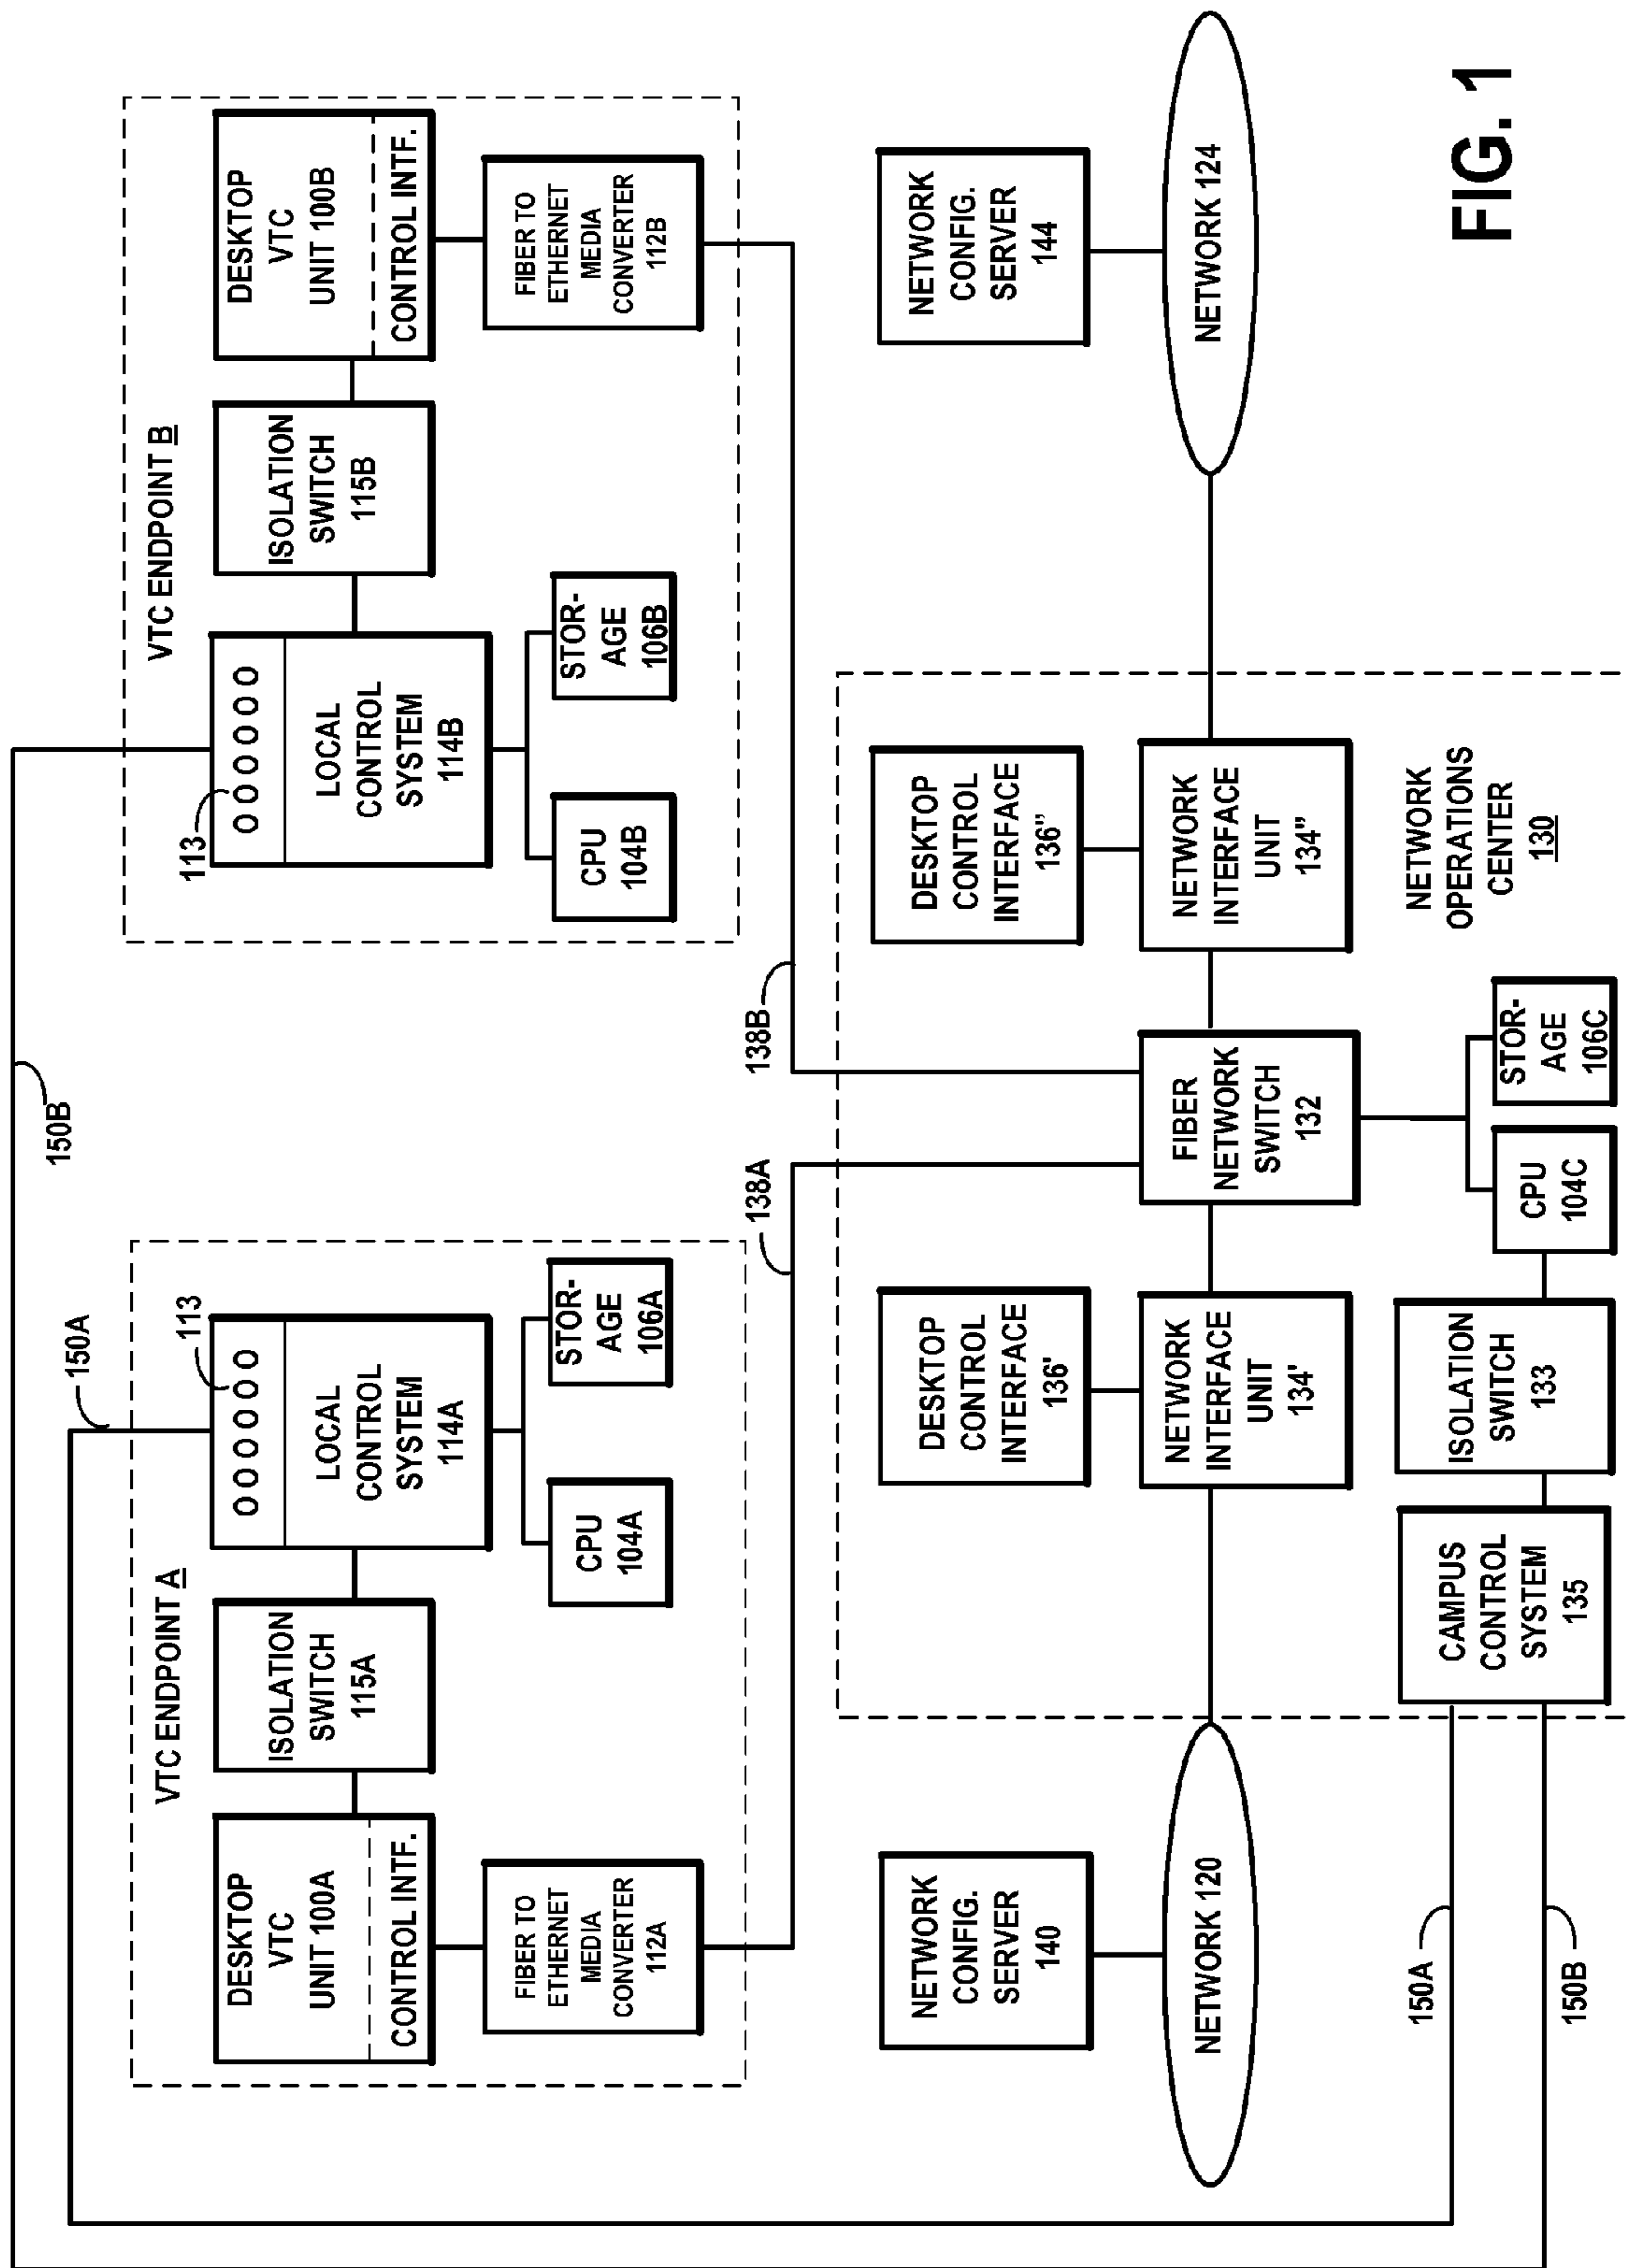 150B
150A
VTC ENDPOINT A
DESKTOP
VTC
UNIT 100A
CONTROL INTF.
ISOLATION
SWITCH
115A
113
O O O O O O
LOCAL
CONTROL
SYSTEM
114A
FIBER TO
ETHERNET
MEDIA
CONVERTER
112A
CPU
104A
STOR-
AGE
106A
VTC ENDPOINT B
113
O O O O O O
LOCAL
CONTROL
SYSTEM
114B
ISOLATION
SWITCH
115B
DESKTOP
VTC
UNIT 100B
CONTROL INTF.
CPU
104B
STOR-
AGE
106B
FIBER TO
ETHERNET
MEDIA
CONVERTER
112B
138A
138B
NETWORK
CONFIG.
SERVER
140
DESKTOP
CONTROL
INTERFACE
136'
DESKTOP
CONTROL
INTERFACE
136"
NETWORK
CONFIG.
SERVER
144
NETWORK 120
NETWORK
INTERFACE
UNIT
134'
FIBER
NETWORK
SWITCH
132
NETWORK
INTERFACE
UNIT
134"
NETWORK 124
150A
150B
CAMPUS
CONTROL
SYSTEM
135
ISOLATION
SWITCH
133
CPU
104C
STOR-
AGE
106C
NETWORK
OPERATIONS
CENTER
130
FIG. 1